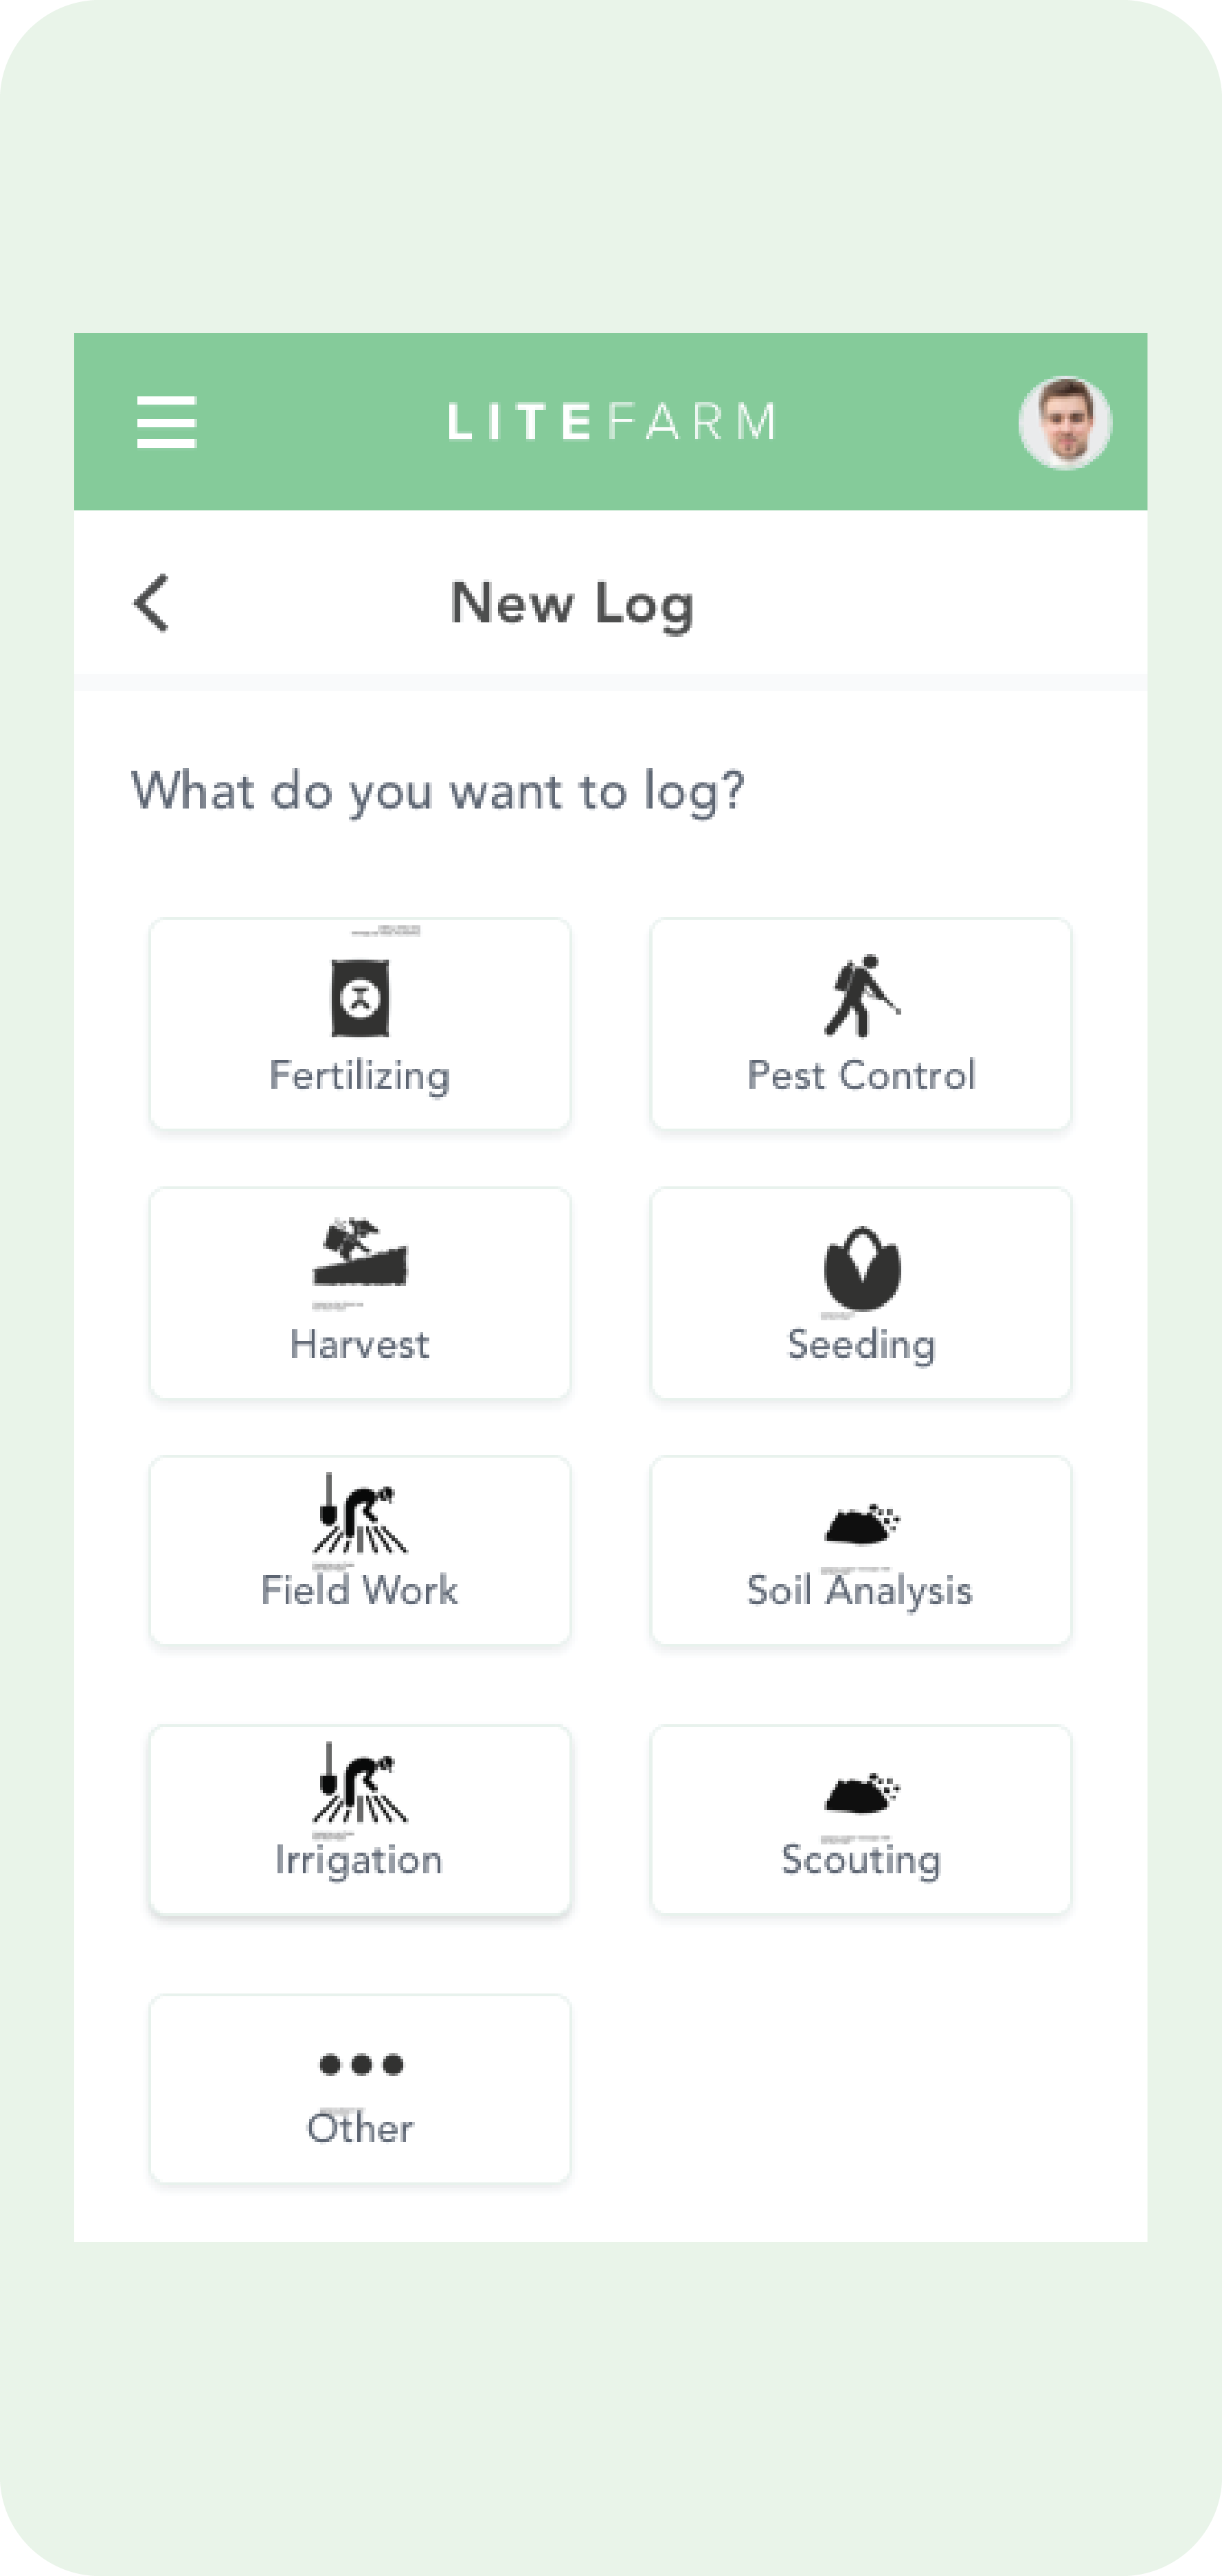 LITEFARM
New Log
What do you want to log?
Fertilizing
Pest Control
Harvest
Seeding
Field Work
Soil Analysis
Irrigation
Scouting
Other